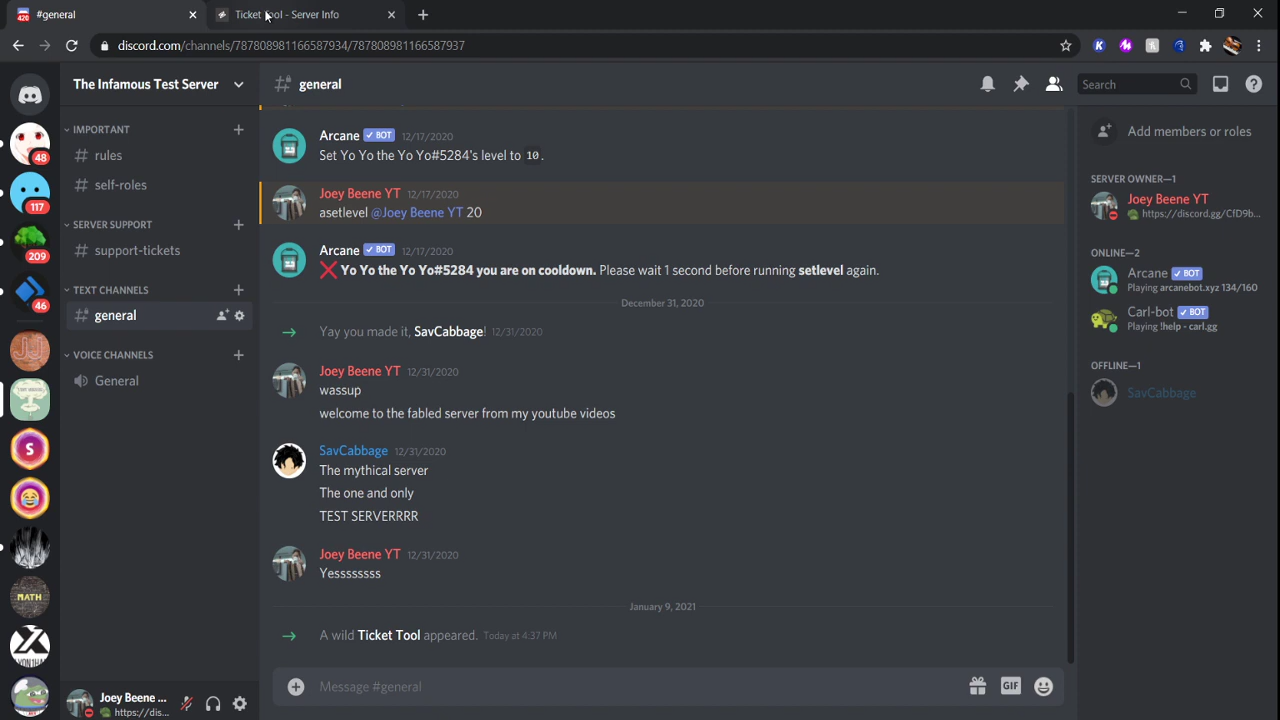 #general
Ticket Tool - Server Info
discord.com/channels/787808981166587934/787808981166587937
The Infamous Test Server
general
Search
IMPORTANT
rules
self-roles
SERVER SUPPORT
support-tickets
TEXT CHANNELS
general
VOICE CHANNELS
General
48
117
209
46
S
MATH
Joey Beene ...
https://dis...
Arcane ✓ BOT 12/17/2020
Set Yo Yo the Yo Yo#5284's level to 10.
Joey Beene YT 12/17/2020
asetlevel @Joey Beene YT 20
Arcane ✓ BOT 12/17/2020
❌ Yo Yo the Yo Yo#5284 you are on cooldown. Please wait 1 second before running setlevel again.
December 31, 2020
Yay you made it, SavCabbage! 12/31/2020
Joey Beene YT 12/31/2020
wassup
welcome to the fabled server from my youtube videos
SavCabbage 12/31/2020
The mythical server
The one and only
TEST SERVERRRR
Joey Beene YT 12/31/2020
Yesssssss
January 9, 2021
A wild Ticket Tool appeared. Today at 4:37 PM
Message #general
GIF
Add members or roles
SERVER OWNER—1
Joey Beene YT
https://discord.gg/CfD9b...
ONLINE—2
Arcane ✓ BOT
Playing arcanebot.xyz 134/160
Carl-bot ✓ BOT
Playing !help - carl.gg
OFFLINE—1
SavCabbage